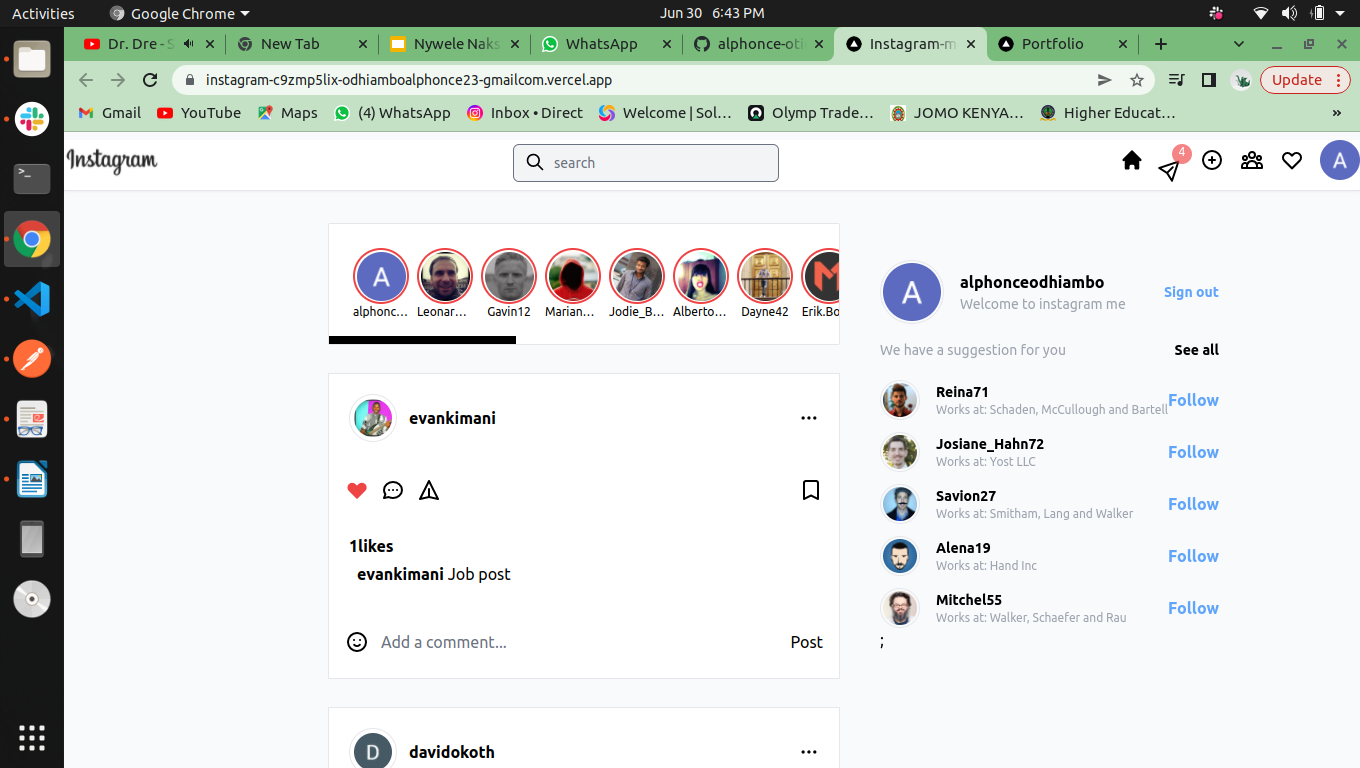 Activities Google Chrome Jun 30 6:43 PM
Dr. Dre - S New Tab Nywele Naks WhatsApp alphonce-oti Instagram-m Portfolio
instagram-c9zmp5lix-odhiamboalphonce23-gmailcom.vercel.app Update
Gmail YouTube Maps (4) WhatsApp Inbox • Direct Welcome | Sol... Olymp Trade... JOMO KENYA... Higher Educat... »
Instagram search 4 A
A
alphonc... Leonar... Gavin12 Marian... Jodie_B... Alberto... Dayne42 Erik.Bo
A alphonceodhiambo
Welcome to instagram me
Sign out
We have a suggestion for you See all
Reina71
Works at: Schaden, McCullough and Bartell Follow
Josiane_Hahn72
Works at: Yost LLC Follow
Savion27
Works at: Smitham, Lang and Walker Follow
Alena19
Works at: Hand Inc Follow
Mitchel55
Works at: Walker, Schaefer and Rau Follow
;
evankimani ...
1likes
evankimani Job post
Add a comment... Post
D davidokoth ...